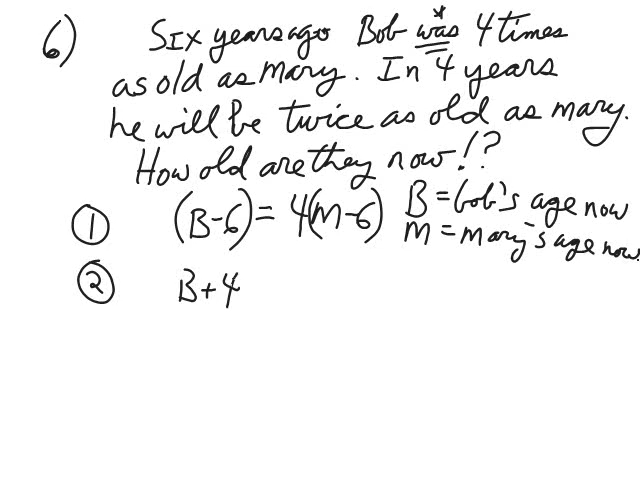 6) Six years ago Bob was* 4 times
as old as Mary. In 4 years
he will be twice as old as mary.
How old are they now!?
① (B-6) = 4(M-6) B = bob's age now
M = mary's age now.
② B+4